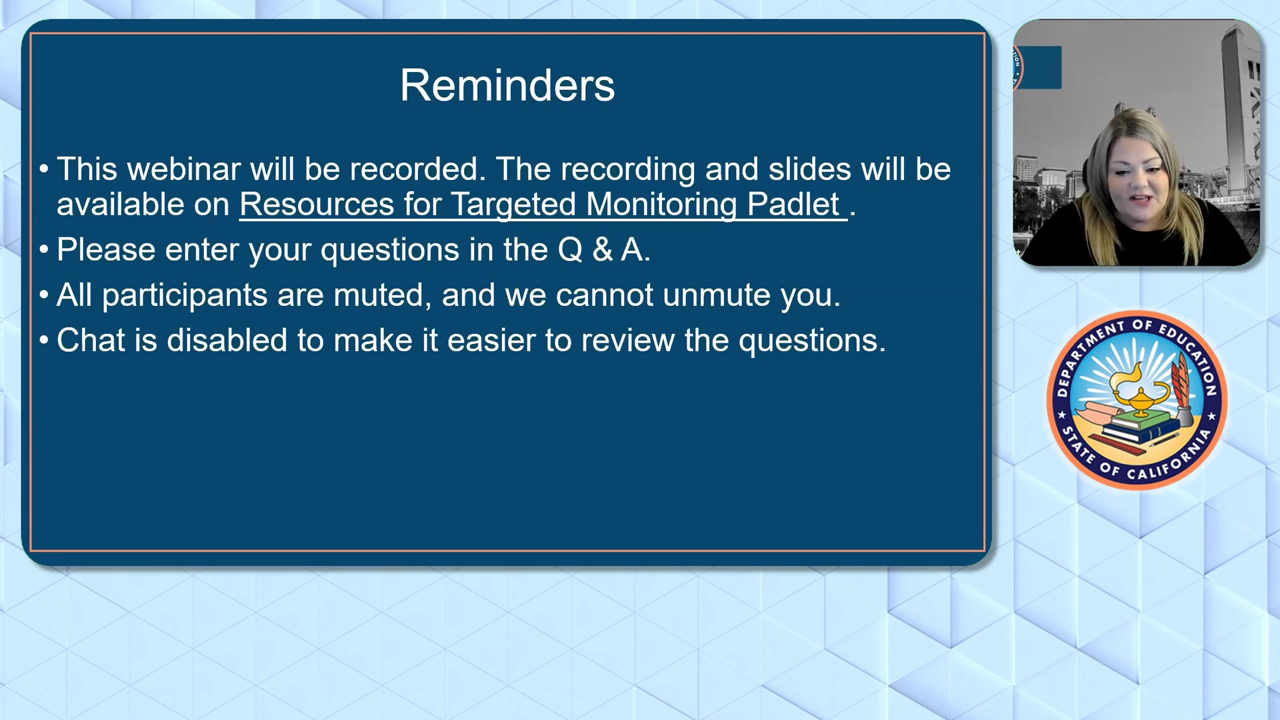 Reminders
• This webinar will be recorded. The recording and slides will be
available on Resources for Targeted Monitoring Padlet .
• Please enter your questions in the Q & A.
• All participants are muted, and we cannot unmute you.
• Chat is disabled to make it easier to review the questions.
DEPARTMENT OF EDUCATION
STATE OF CALIFORNIA